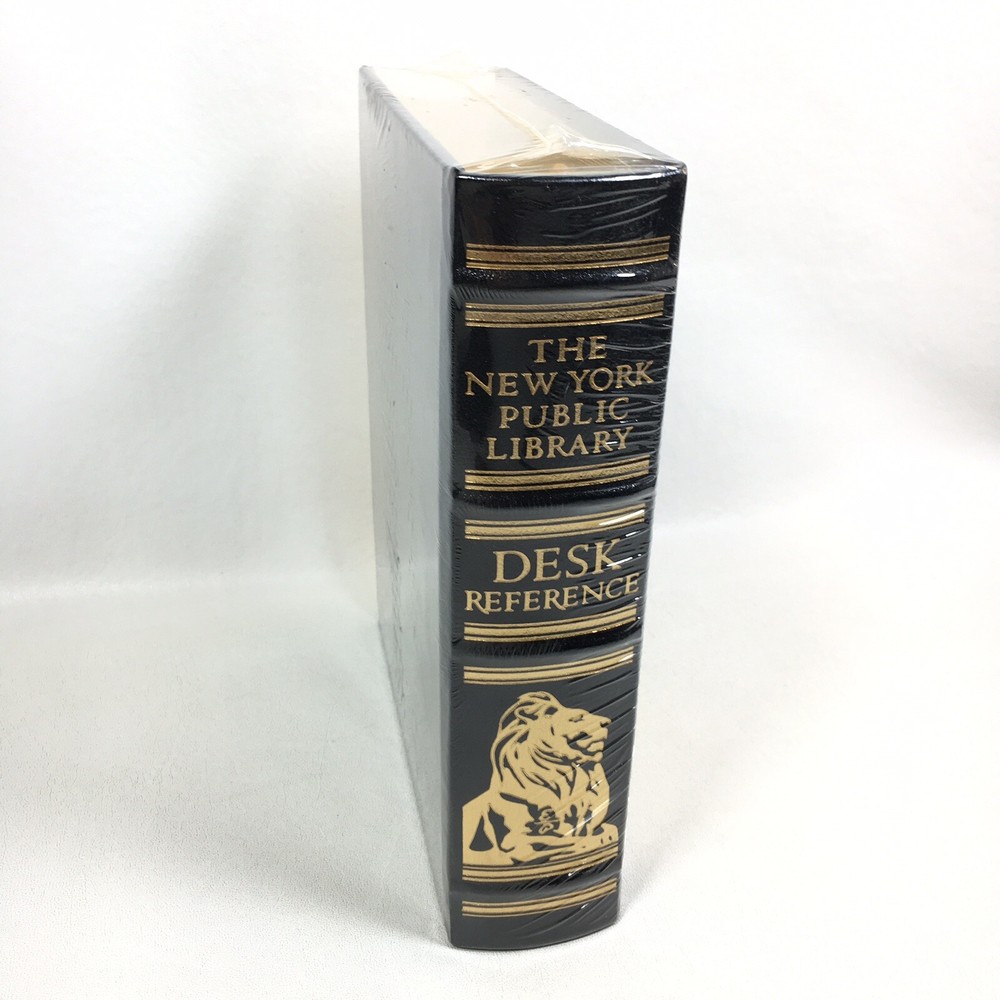 THE
NEW YORK
PUBLIC
LIBRARY
DESK
REFERENCE